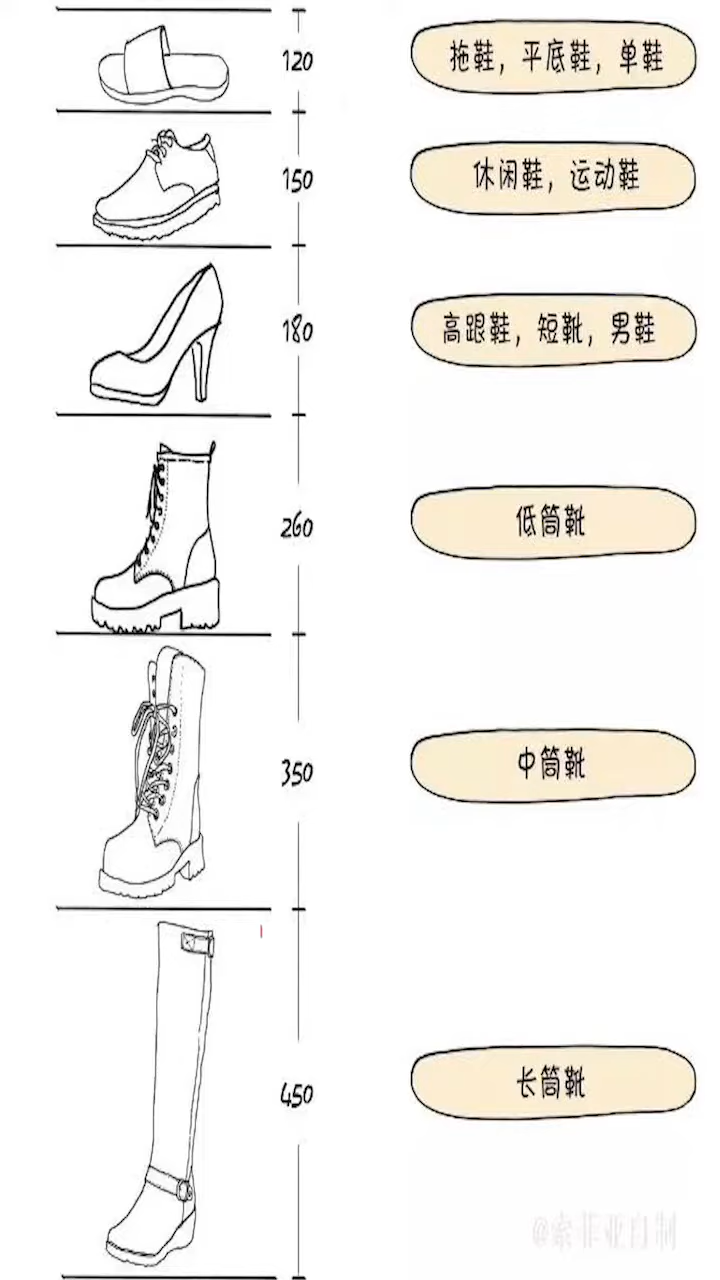 120
拖鞋，平底鞋，单鞋
150
休闲鞋，运动鞋
180
高跟鞋，短靴，男鞋
260
低筒靴
350
中筒靴
450
长筒靴
@索菲亚自制